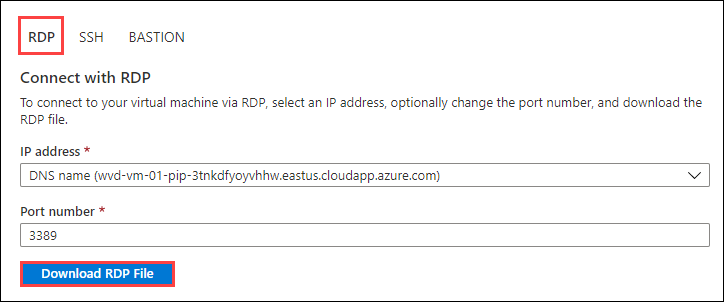 RDP SSH BASTION
Connect with RDP
To connect to your virtual machine via RDP, select an IP address, optionally change the port number, and download the
RDP file.
IP address *
DNS name (wvd-vm-01-pip-3tnkdfyoyvhhw.eastus.cloudapp.azure.com)
Port number *
3389
Download RDP File